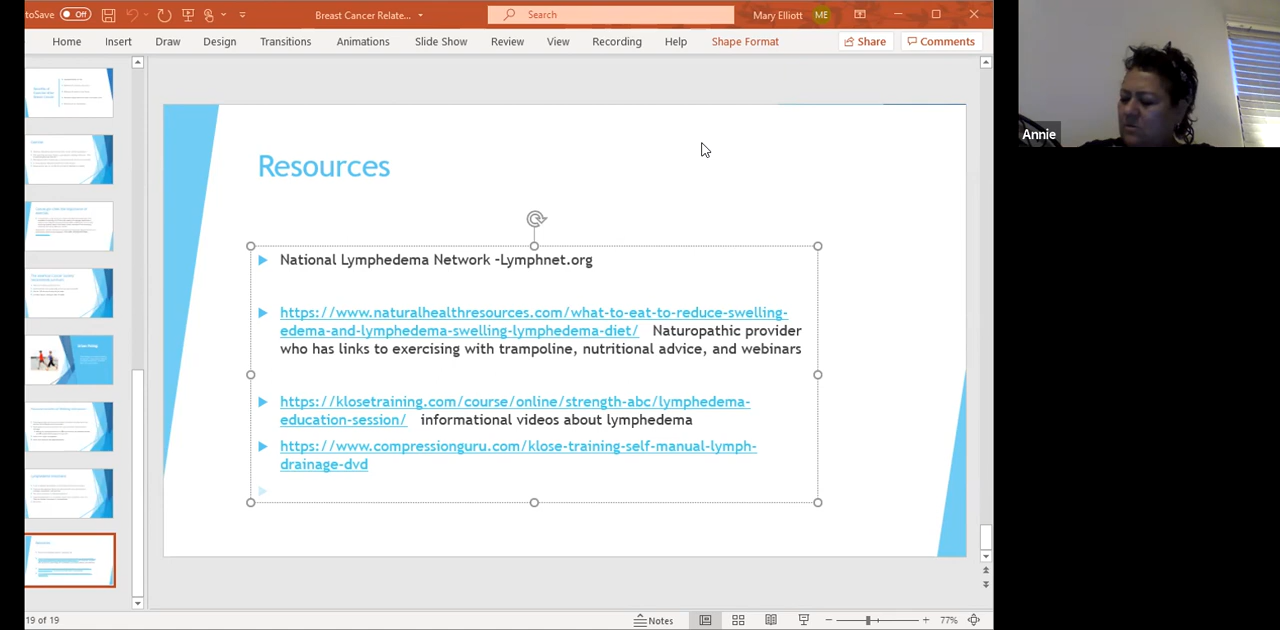 toSave Off Breast Cancer Relate... Search Mary Elliott ME
Home Insert Draw Design Transitions Animations Slide Show Review View Recording Help Shape Format Share Comments
Annie
Resources
National Lymphedema Network -Lymphnet.org
https://www.naturalhealthresources.com/what-to-eat-to-reduce-swelling-
edema-and-lymphedema-swelling-lymphedema-diet/ Naturopathic provider
who has links to exercising with trampoline, nutritional advice, and webinars
https://klosetraining.com/course/online/strength-abc/lymphedema-
education-session/ informational videos about lymphedema
https://www.compressionguru.com/klose-training-self-manual-lymph-
drainage-dvd
19 of 19 Notes 77%